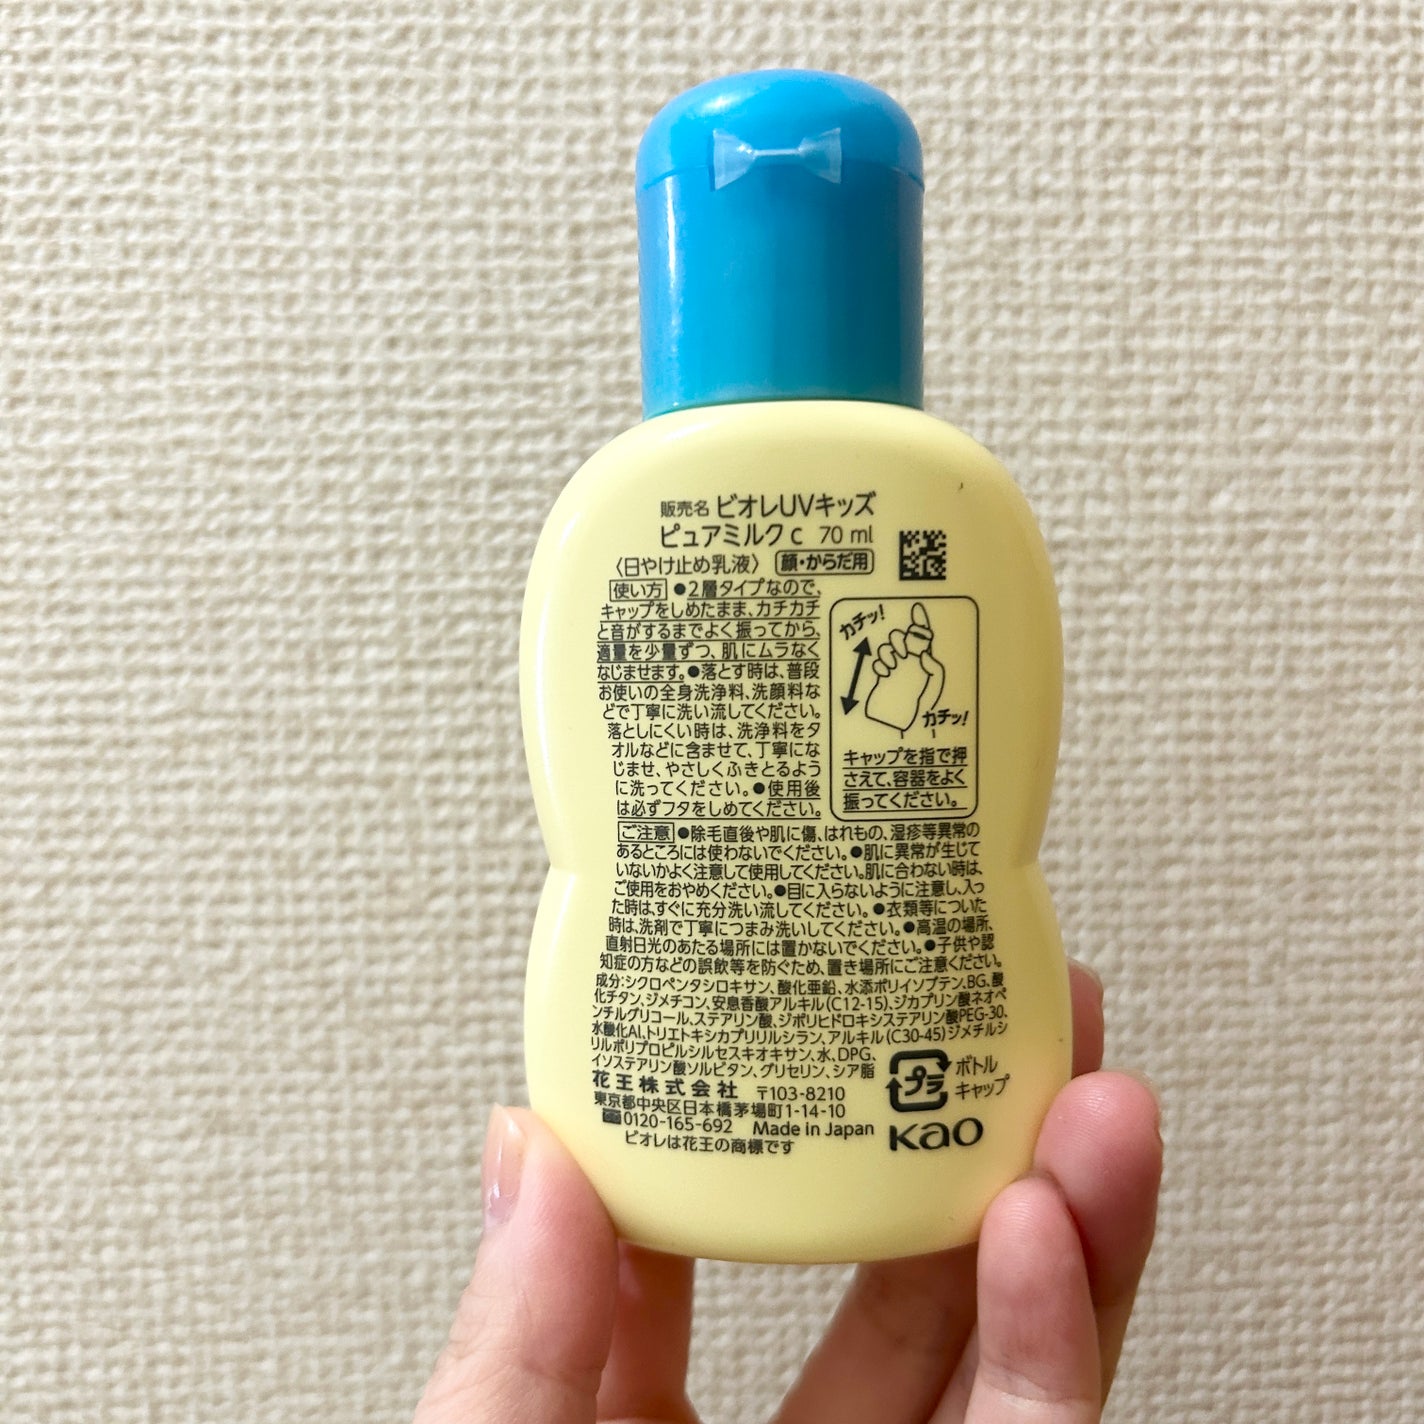 販売名 ビオレUVキッズ
ピュアミルク c 70 ml
〈日やけ止め乳液〉 顔・からだ用
使い方 ●2層タイプなので、
キャップをしめたまま、カチカチ
と音がするまでよく振ってから、
適量を少量ずつ、肌にムラなく
なじませます。●落とす時は、普段
お使いの全身洗浄料、洗顔料な
どで丁寧に洗い流してください。
落としにくい時は、洗浄料をタ
オルなどに含ませて、丁寧にな
じませ、やさしくふきとるよう
に洗ってください。●使用後
は必ずフタをしめてください。
カチッ!
カチッ!
キャップを指で押
さえて、容器をよく
振ってください。
ご注意 ●除毛直後や肌に傷、はれもの、湿疹等異常の
あるところには使わないでください。●肌に異常が生じて
いないかよく注意して使用してください。肌に合わない時は、
ご使用をおやめください。●目に入らないように注意し、入っ
た時は、すぐに充分洗い流してください。●衣類等についた
時は、洗剤で丁寧につまみ洗いしてください。●高温の場所、
直射日光のあたる場所には置かないでください。●子供や認
知症の方などの誤飲等を防ぐため、置き場所にご注意ください。
成分:シクロペンタシロキサン、酸化亜鉛、水添ポリイソブテン、BG、酸
化チタン、ジメチコン、安息香酸アルキル(C12-15)、ジカプリン酸ネオペ
ンチルグリコール、ステアリン酸、ジポリヒドロキシステアリン酸PEG-30、
水酸化Al、トリエトキシカプリリルシラン、アルキル(C30-45)ジメチルシ
リルポリプロピルシルセスキオキサン、水、DPG、
イソステアリン酸ソルビタン、グリセリン、シア脂
花王株式会社 〒103-8210
東京都中央区日本橋茅場町1-14-10
0120-165-692 Made in Japan
ビオレは花王の商標です
プラ
ボトル
キャップ
Kao